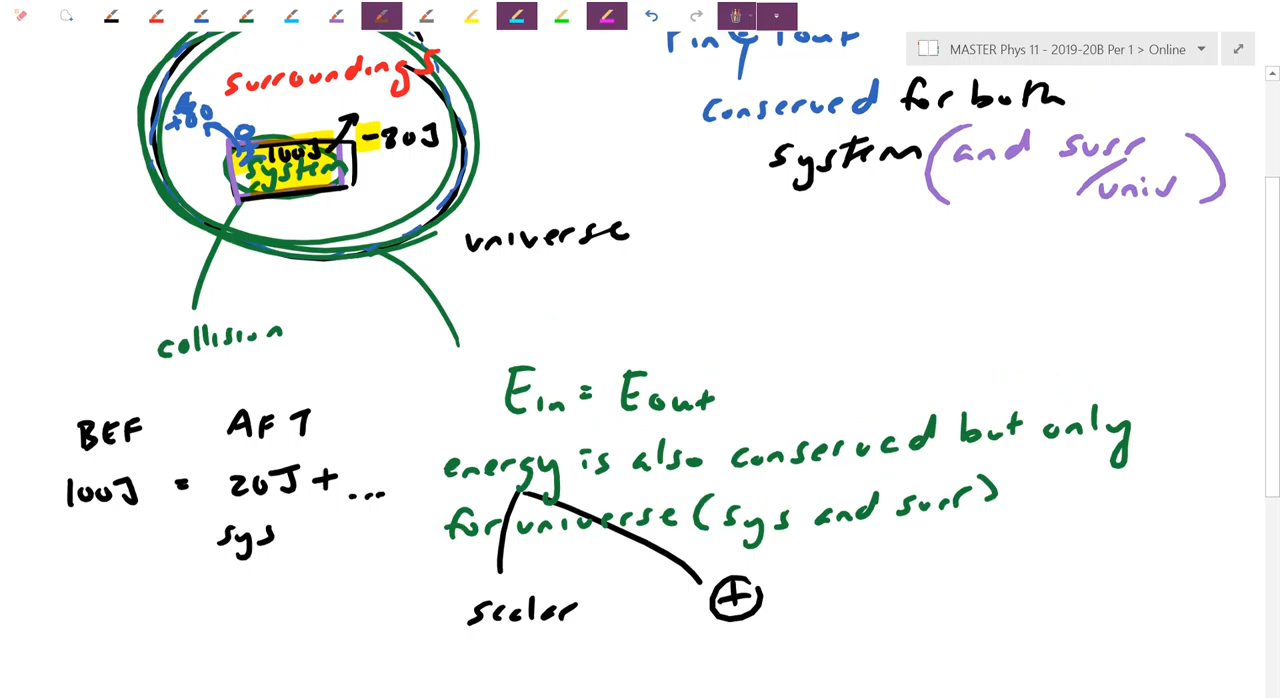 MASTER Phys 11 - 2019-20B Per 1 > Online
surroundings
conserved for both
system (and surr
/univ)
+80
100J
-80J
system
universe
collision
Ein = Eout
BEF AFT
energy is also conserved but only
100J = 20J + ...
for universe (sys and surr)
sys
scalar
+